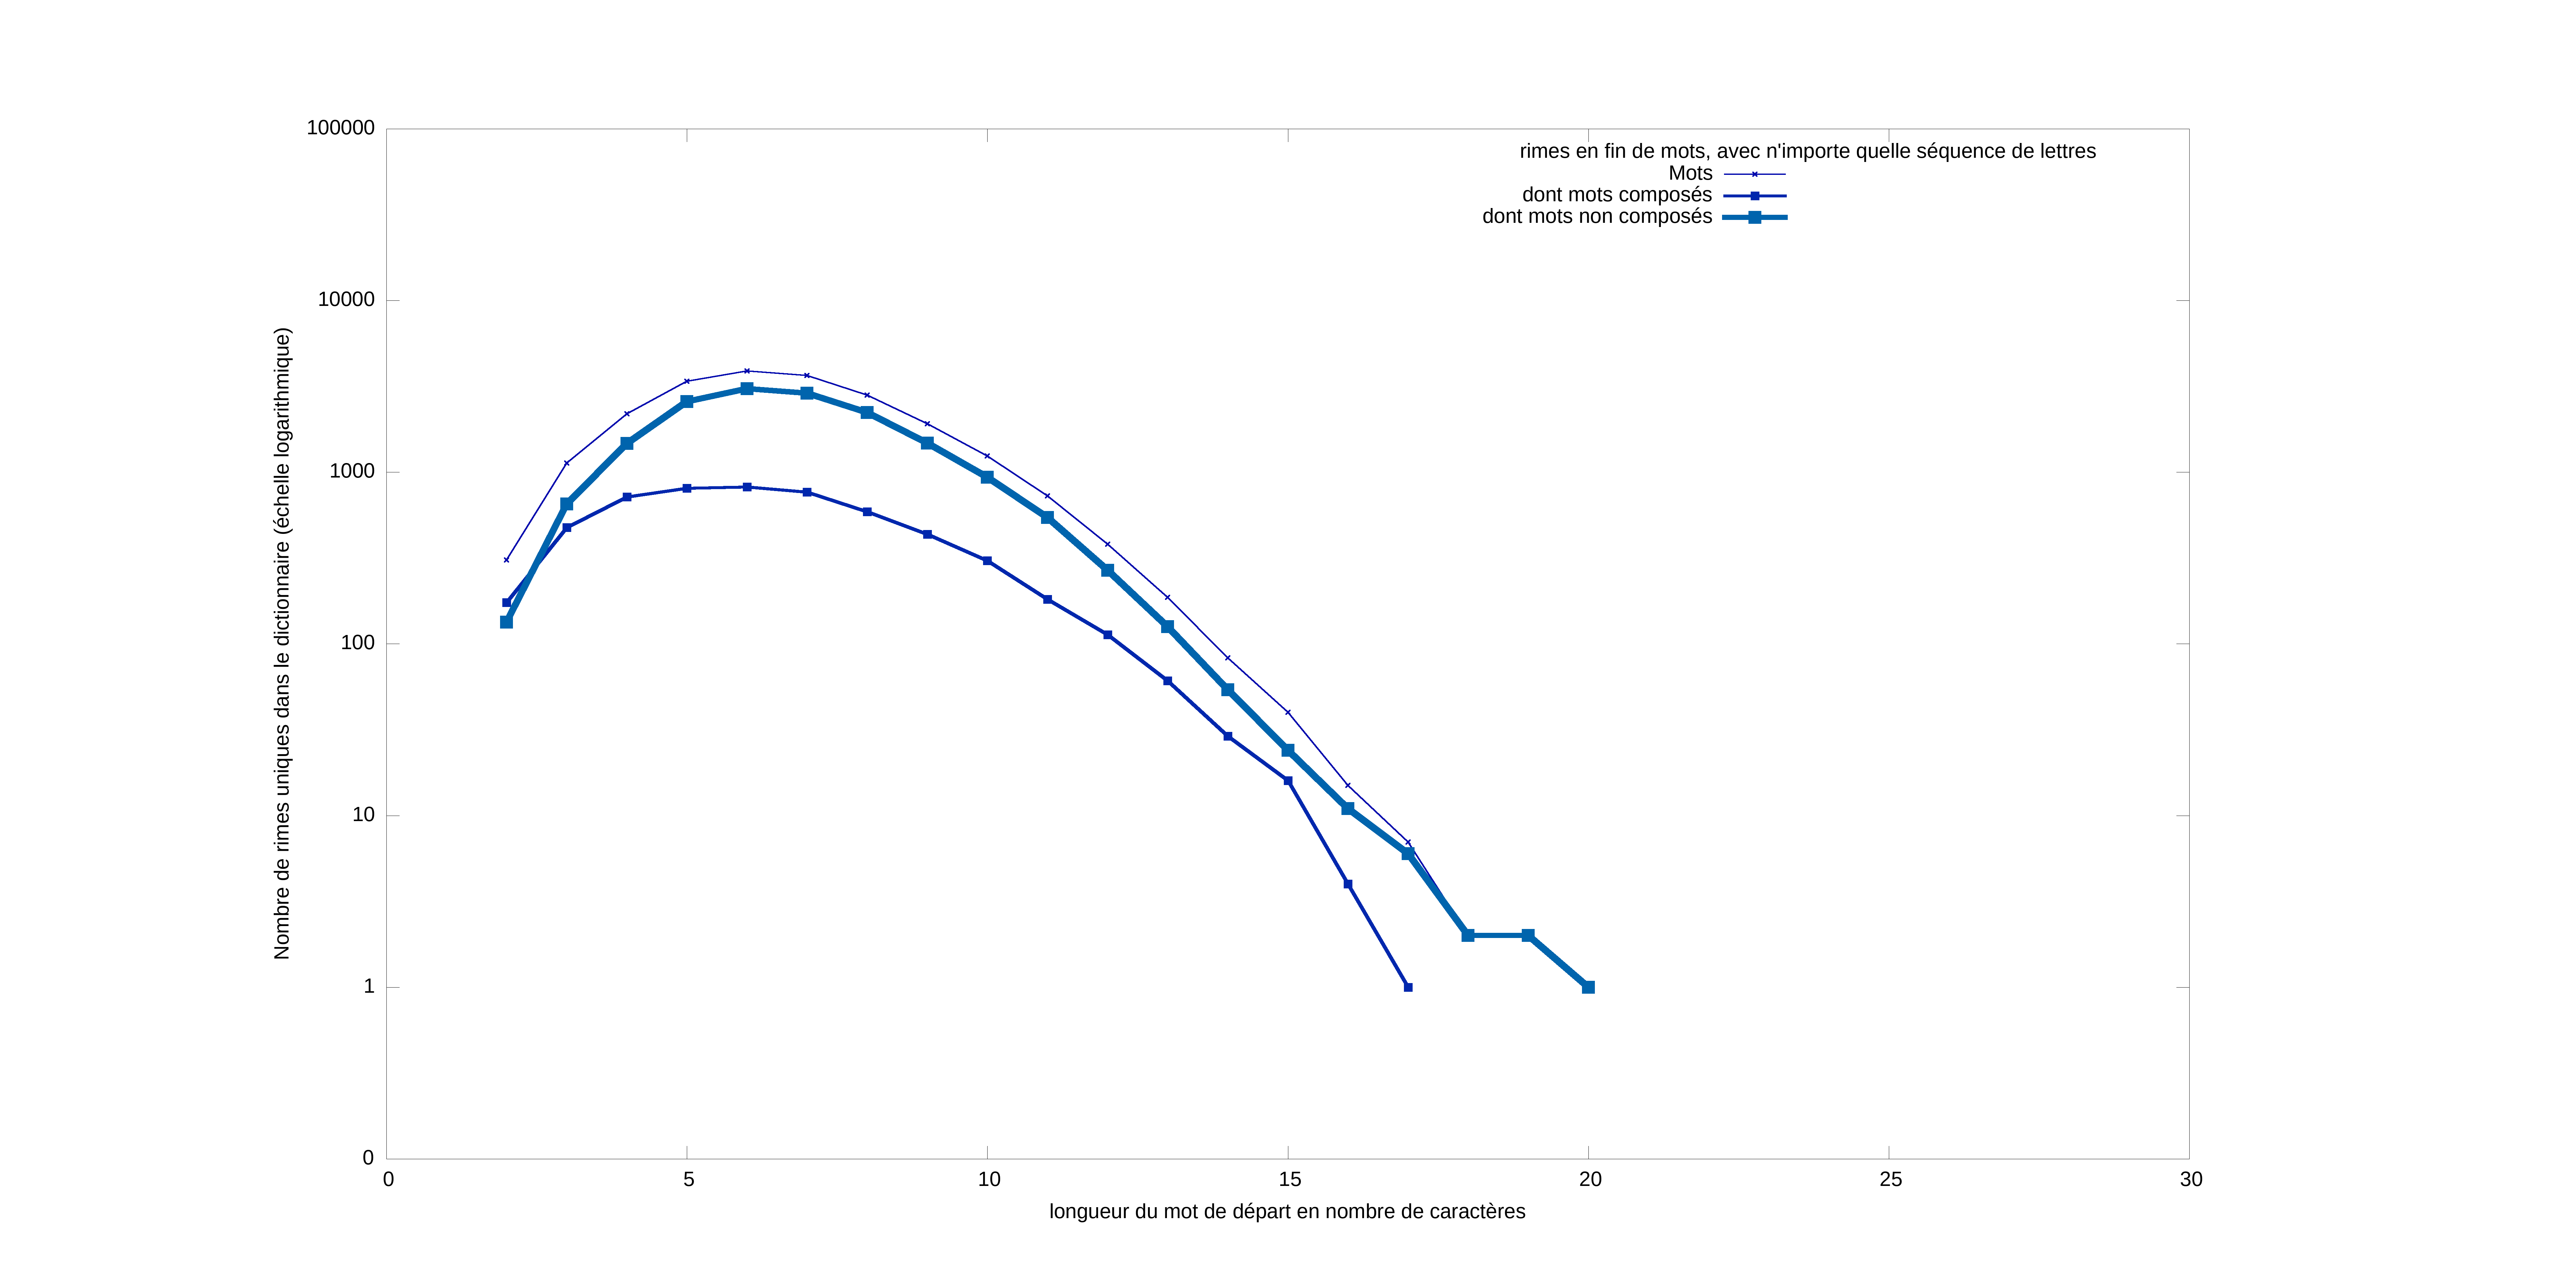 rimes en fin de mots, avec n'importe quelle séquence de lettres
Mots
dont mots composés
dont mots non composés
Nombre de rimes uniques dans le dictionnaire (échelle logarithmique)
100000
10000
1000
100
10
1
0
0 5 10 15 20 25 30
longueur du mot de départ en nombre de caractères